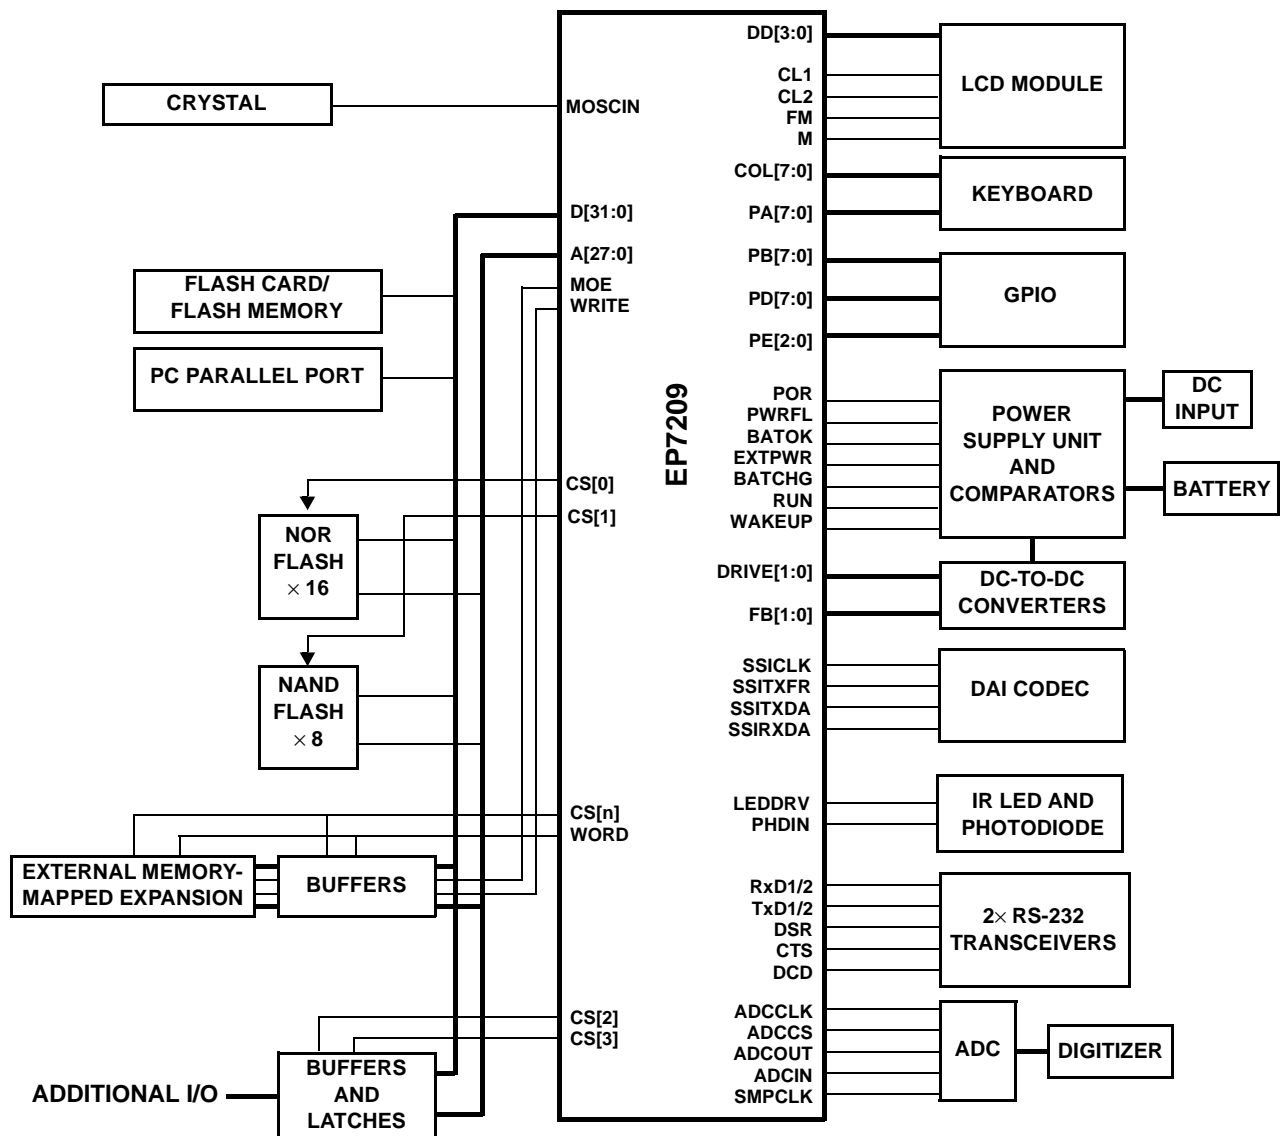 CRYSTAL
FLASH CARD/
FLASH MEMORY
PC PARALLEL PORT
NOR
FLASH
× 16
NAND
FLASH
× 8
EXTERNAL MEMORY-
MAPPED EXPANSION
BUFFERS
ADDITIONAL I/O
BUFFERS
AND
LATCHES
MOSCIN
D[31:0]
A[27:0]
MOE
WRITE
CS[0]
CS[1]
CS[n]
WORD
CS[2]
CS[3]
EP7209
DD[3:0]
CL1
CL2
FM
M
COL[7:0]
PA[7:0]
PB[7:0]
PD[7:0]
PE[2:0]
POR
PWRFL
BATOK
EXTPWR
BATCHG
RUN
WAKEUP
DRIVE[1:0]
FB[1:0]
SSICLK
SSITXFR
SSITXDA
SSIRXDA
LEDDRV
PHDIN
RxD1/2
TxD1/2
DSR
CTS
DCD
ADCCLK
ADCCS
ADCOUT
ADCIN
SMPCLK
LCD MODULE
KEYBOARD
GPIO
POWER
SUPPLY UNIT
AND
COMPARATORS
DC
INPUT
BATTERY
DC-TO-DC
CONVERTERS
DAI CODEC
IR LED AND
PHOTODIODE
2× RS-232
TRANSCEIVERS
ADC
DIGITIZER